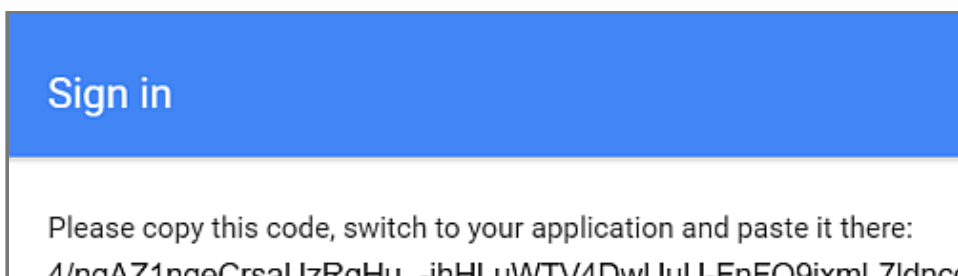 Sign in
Please copy this code, switch to your application and paste it there: